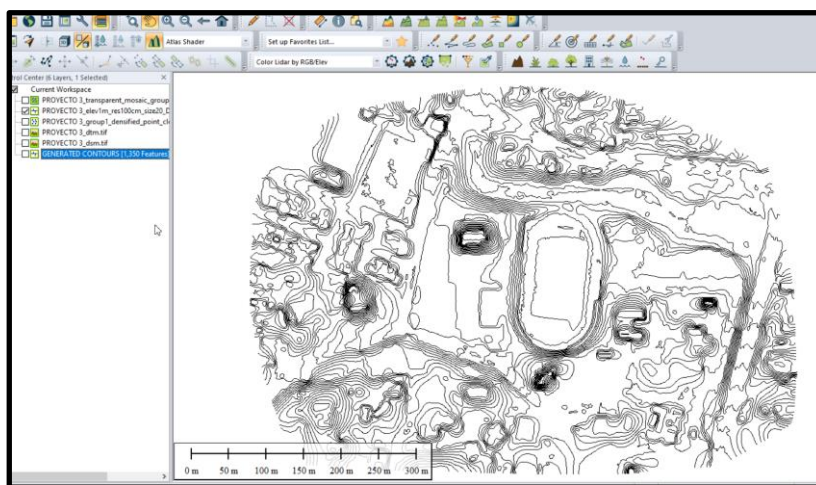 Atlas Shader
Set up Favorites List...
Color Lidar by RGB/Elev
trol Center (6 Layers, 1 Selected)
Current Workspace
PROYECTO 3_transparent_mosaic_group
PROYECTO 3_elev1m_res100cm_size20_D
PROYECTO 3_group1_densified_point_cl
PROYECTO 3_dtm.tif
PROYECTO 3_dsm.tif
GENERATED CONTOURS [1,350 Features]
0 m 50 m 100 m 150 m 200 m 250 m 300 m